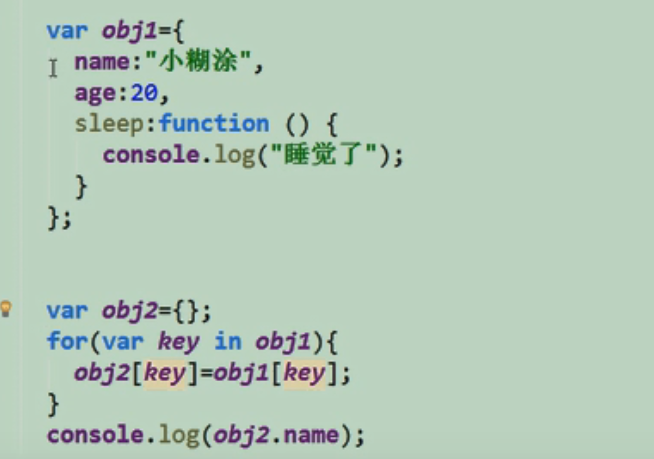 var obj1={
name:"小糊涂",
age:20,
sleep:function () {
console.log("睡觉了");
}
};
var obj2={};
for(var key in obj1){
obj2[key]=obj1[key];
}
console.log(obj2.name);